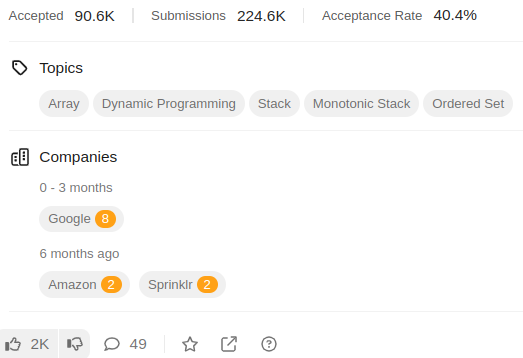 Accepted 90.6K Submissions 224.6K Acceptance Rate 40.4%
Topics
Array Dynamic Programming Stack Monotonic Stack Ordered Set
Companies
0 - 3 months
Google 8
6 months ago
Amazon 2 Sprinklr 2
2K 49